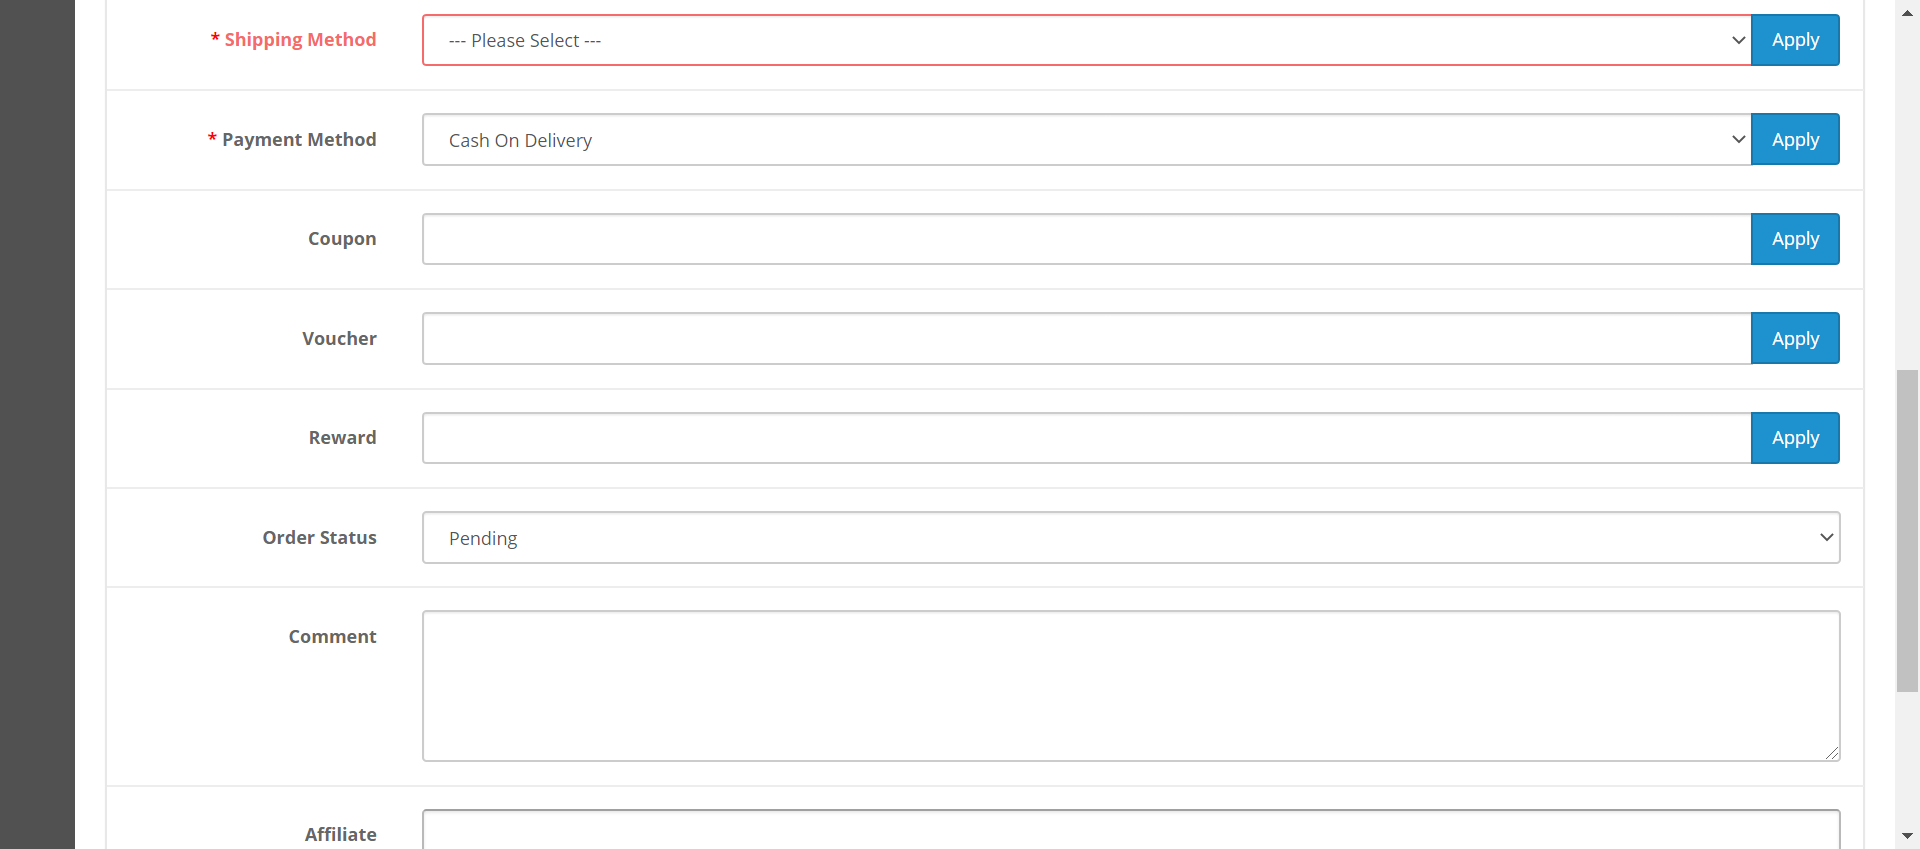 * Shipping Method
--- Please Select ---
Apply
* Payment Method
Cash On Delivery
Apply
Coupon
Apply
Voucher
Apply
Reward
Apply
Order Status
Pending
Comment
Affiliate